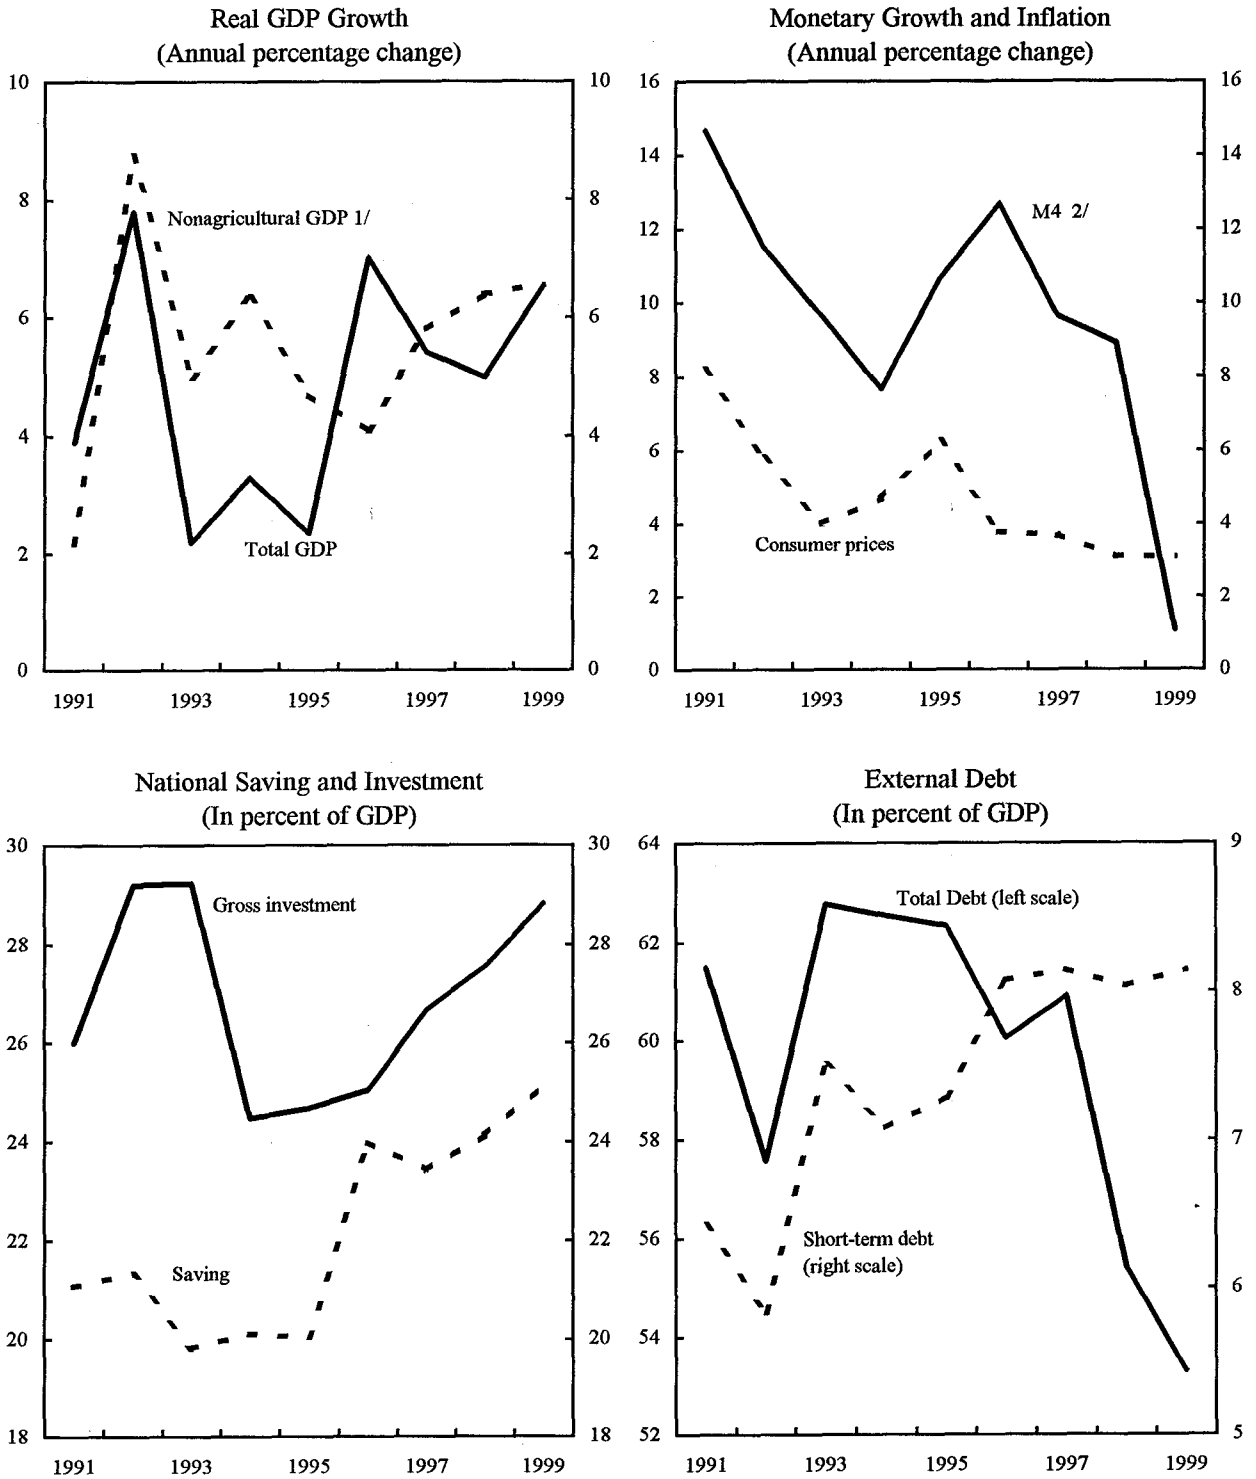 Real GDP Growth
(Annual percentage change)
10
8
6
4
2
0
10
8
6
4
2
0
Nonagricultural GDP 1/
Total GDP
1991 1993 1995 1997 1999
Monetary Growth and Inflation
(Annual percentage change)
16
14
12
10
8
6
4
2
0
16
14
12
10
8
6
4
2
0
M4 2/
Consumer prices
1991 1993 1995 1997 1999
National Saving and Investment
(In percent of GDP)
30
28
26
24
22
20
18
30
28
26
24
22
20
18
Gross investment
Saving
1991 1993 1995 1997 1999
External Debt
(In percent of GDP)
64
62
60
58
56
54
52
9
8
7
6
5
Total Debt (left scale)
Short-term debt
(right scale)
1991 1993 1995 1997 1999